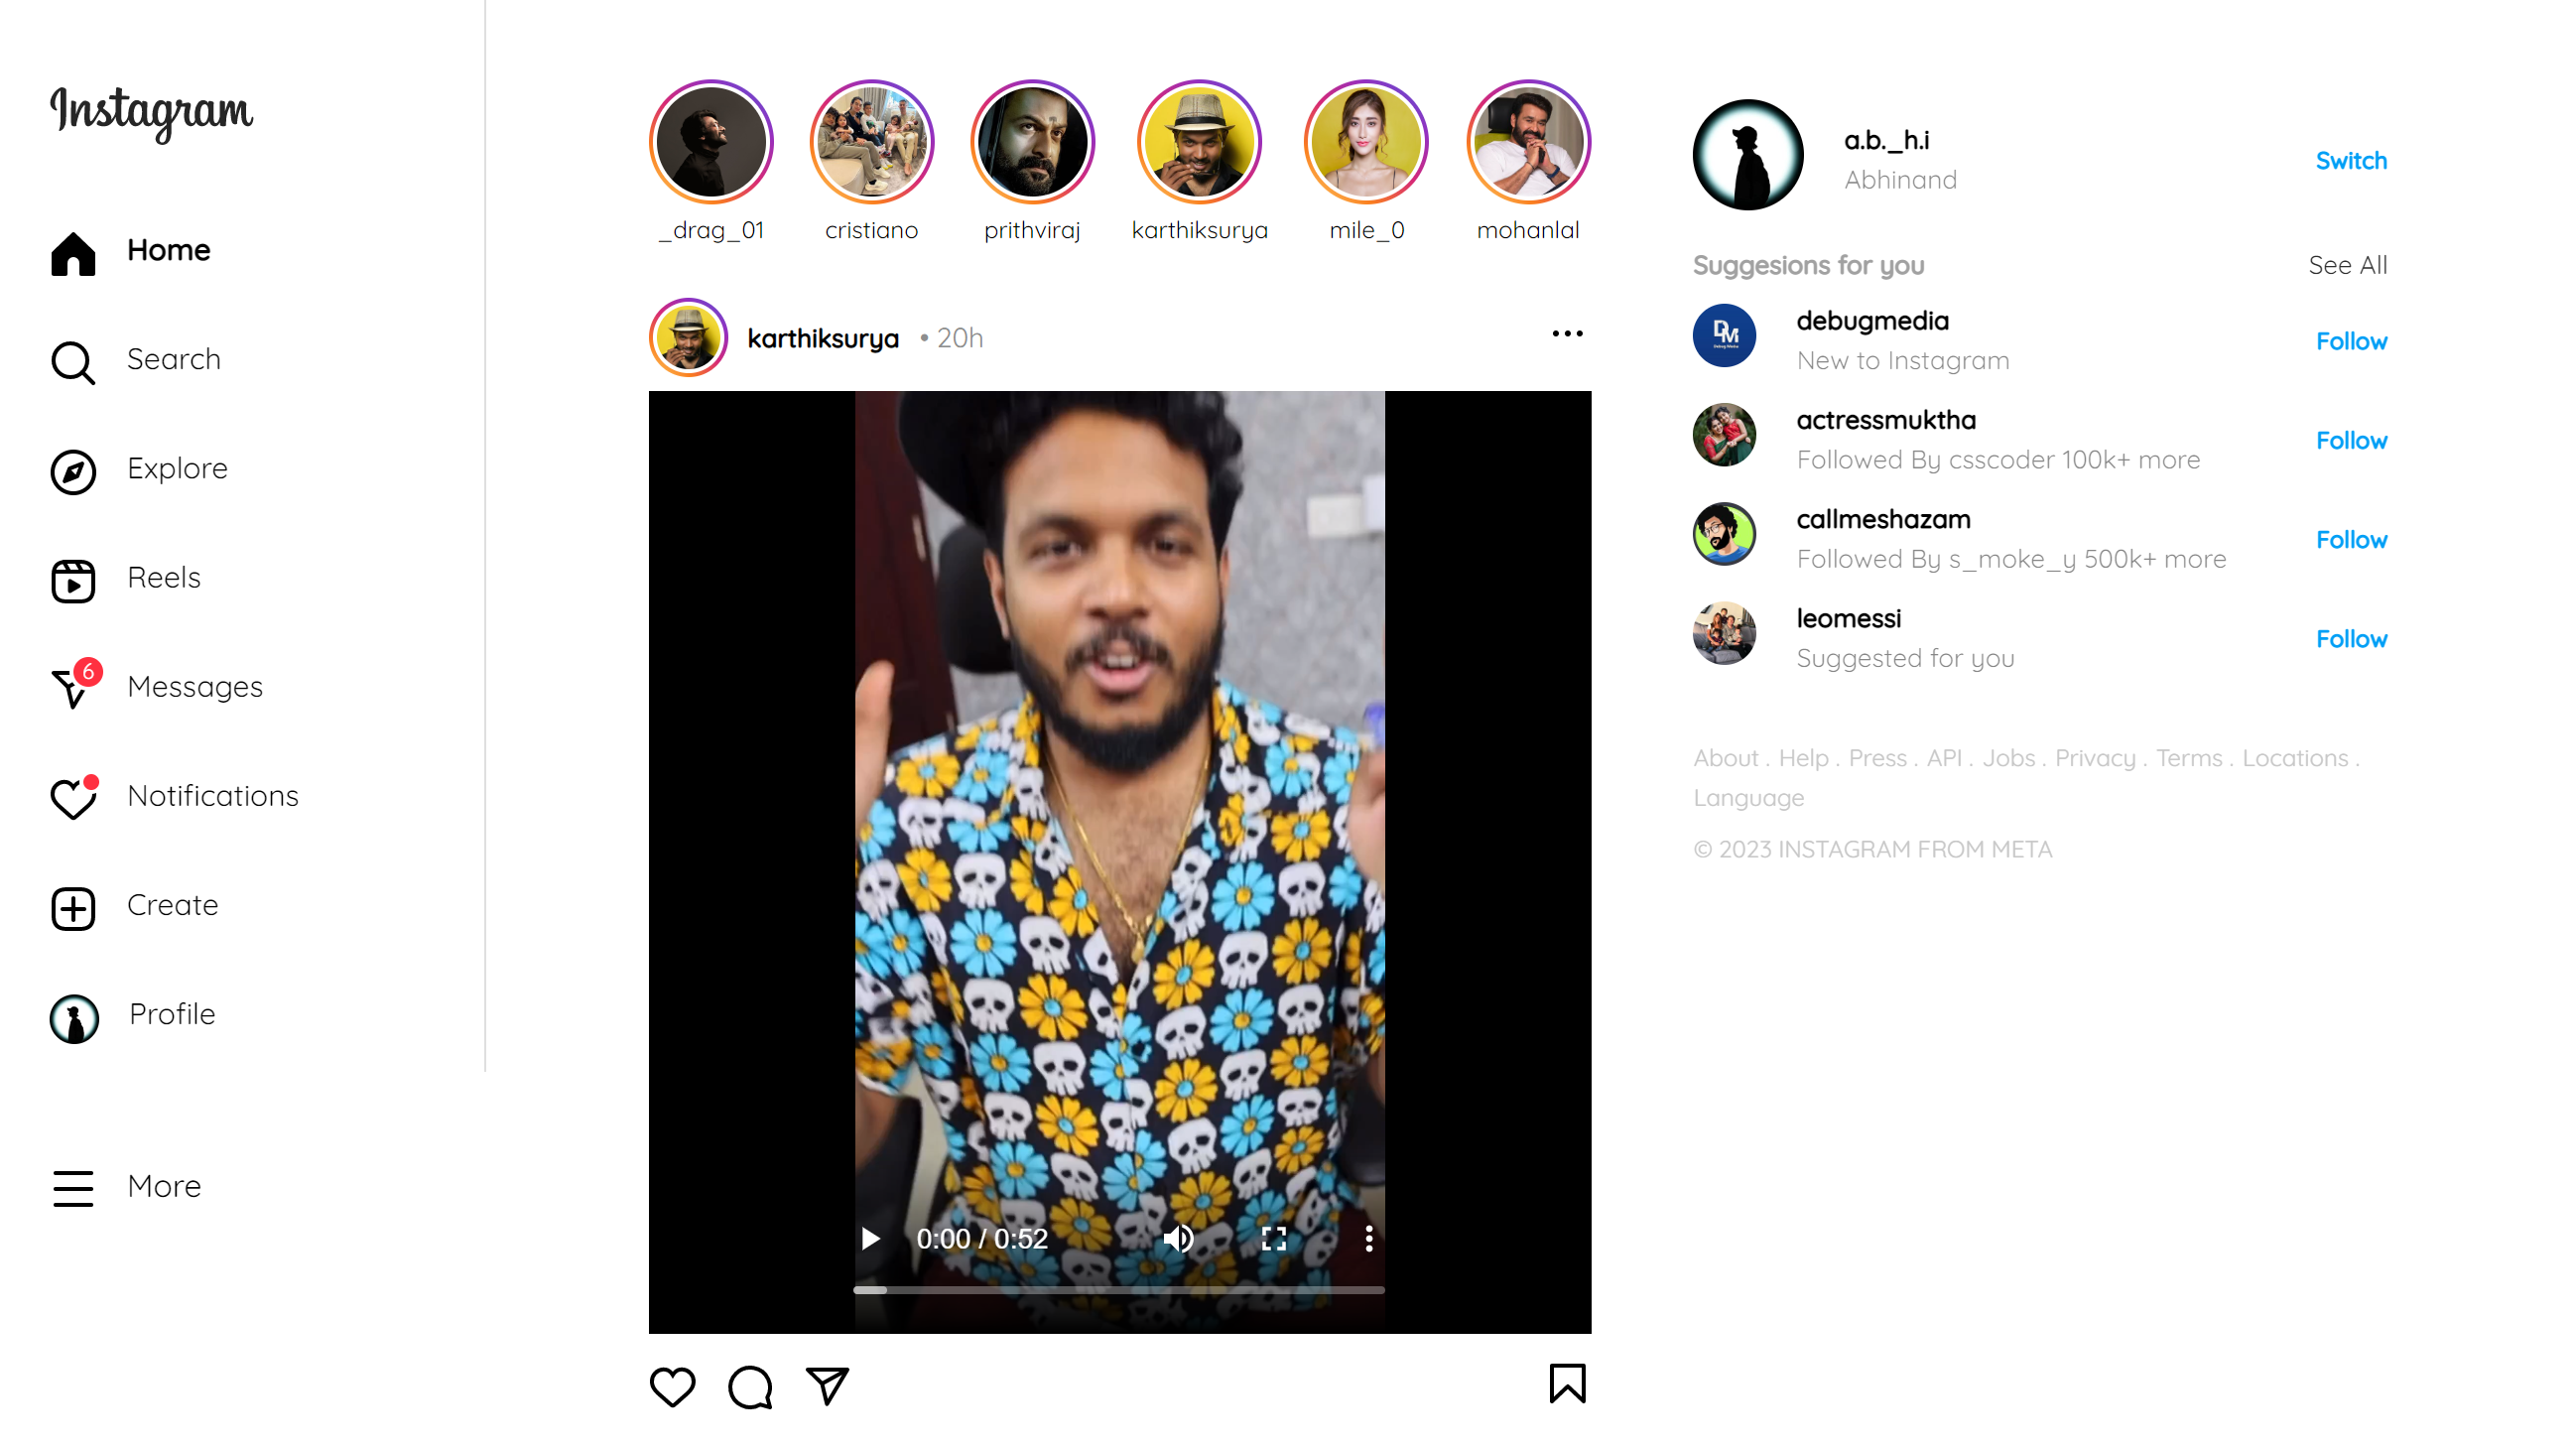 Instagram
Home
Search
Explore
Reels
6
Messages
Notifications
Create
Profile
More
_drag_01
cristiano
prithviraj
karthiksurya
mile_0
mohanlal
karthiksurya • 20h
0:00 / 0:52
a.b._h.i
Abhinand
Switch
Suggesions for you
See All
DM
debugmedia
New to Instagram
Follow
actressmuktha
Followed By csscoder 100k+ more
Follow
callmeshazam
Followed By s_moke_y 500k+ more
Follow
leomessi
Suggested for you
Follow
About . Help . Press . API . Jobs . Privacy . Terms . Locations .
Language
© 2023 INSTAGRAM FROM META